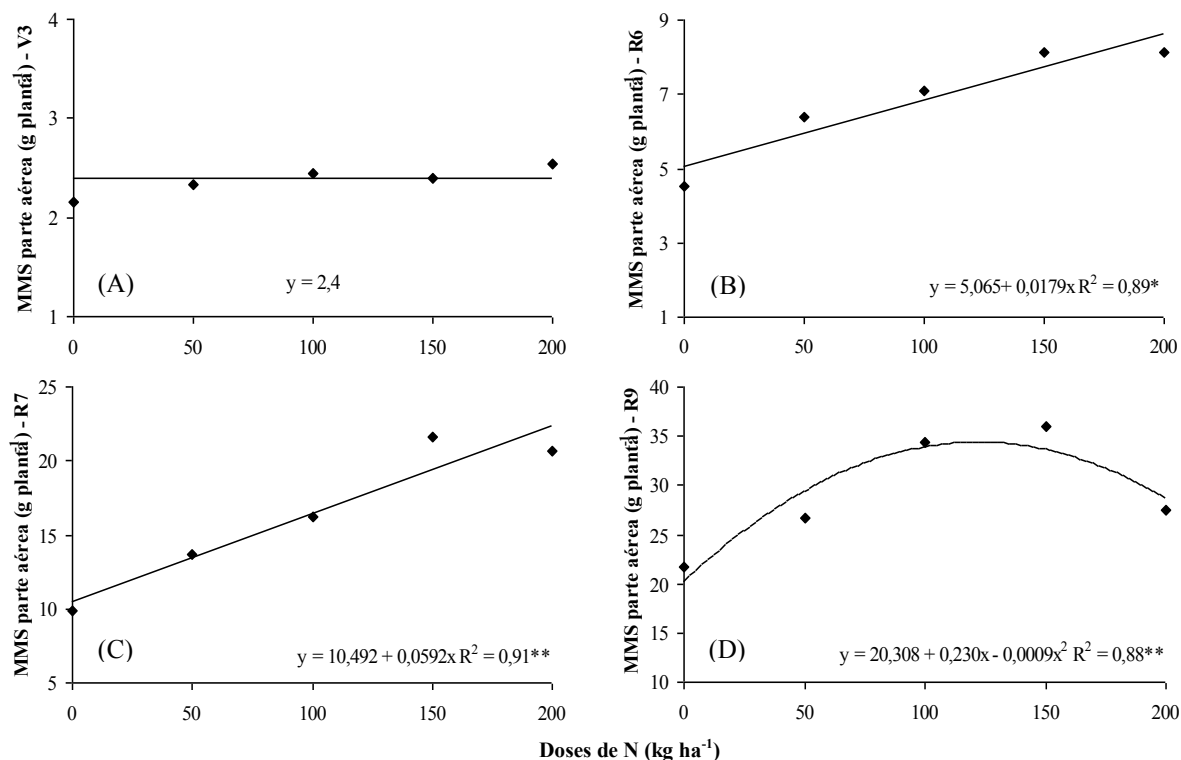 MMS parte aérea (g planta-1) - V3
4
3
2
1
(A)
y = 2,4
0 50 100 150 200
MMS parte aérea (g planta-1) - R6
9
7
5
3
1
(B)
y = 5,065+ 0,0179x R² = 0,89*
0 50 100 150 200
MMS parte aérea (g planta-1) - R7
25
20
15
10
5
(C)
y = 10,492 + 0,0592x R² = 0,91**
0 50 100 150 200
MMS parte aérea (g planta-1) - R9
40
35
30
25
20
15
10
(D)
y = 20,308 + 0,230x - 0,0009x² R² = 0,88**
0 50 100 150 200
Doses de N (kg ha⁻¹)